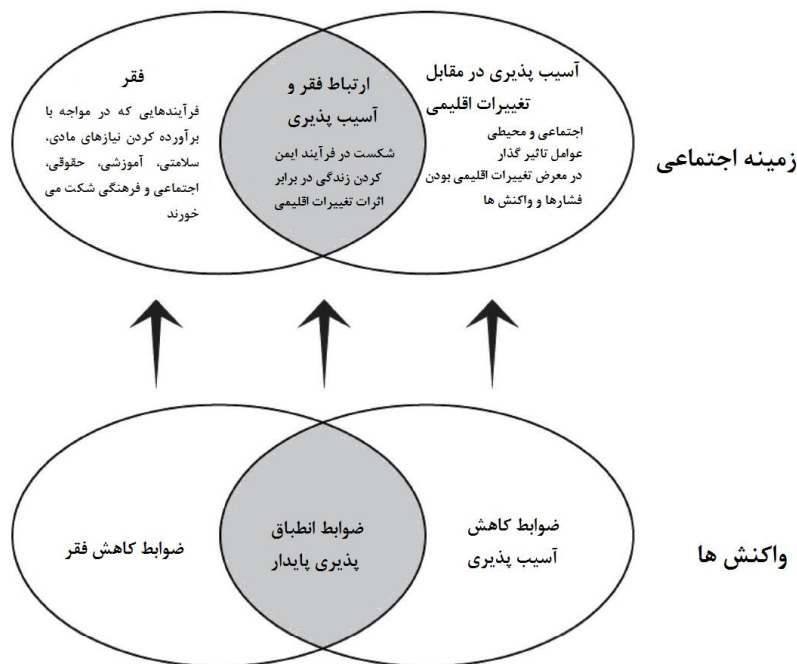 آسیب پذیری در مقابل
تغییرات اقلیمی
اجتماعی و محیطی
عوامل تاثیر گذار
در معرض تغییرات اقلیمی بودن
فشارها و واکنش ها
ارتباط فقر و
آسیب پذیری
شکست در فرآیند ایمن
کردن زندگی در برابر
اثرات تغییرات اقلیمی
فقر
فرآیندهایی که در مواجه با
برآورده کردن نیازهای مادی،
سلامتی، آموزشی، حقوقی،
اجتماعی و فرهنگی شکت می
خورند
زمینه اجتماعی
ضوابط کاهش
آسیب پذیری
ضوابط انطباق
پذیری پایدار
ضوابط کاهش فقر
واکنش ها